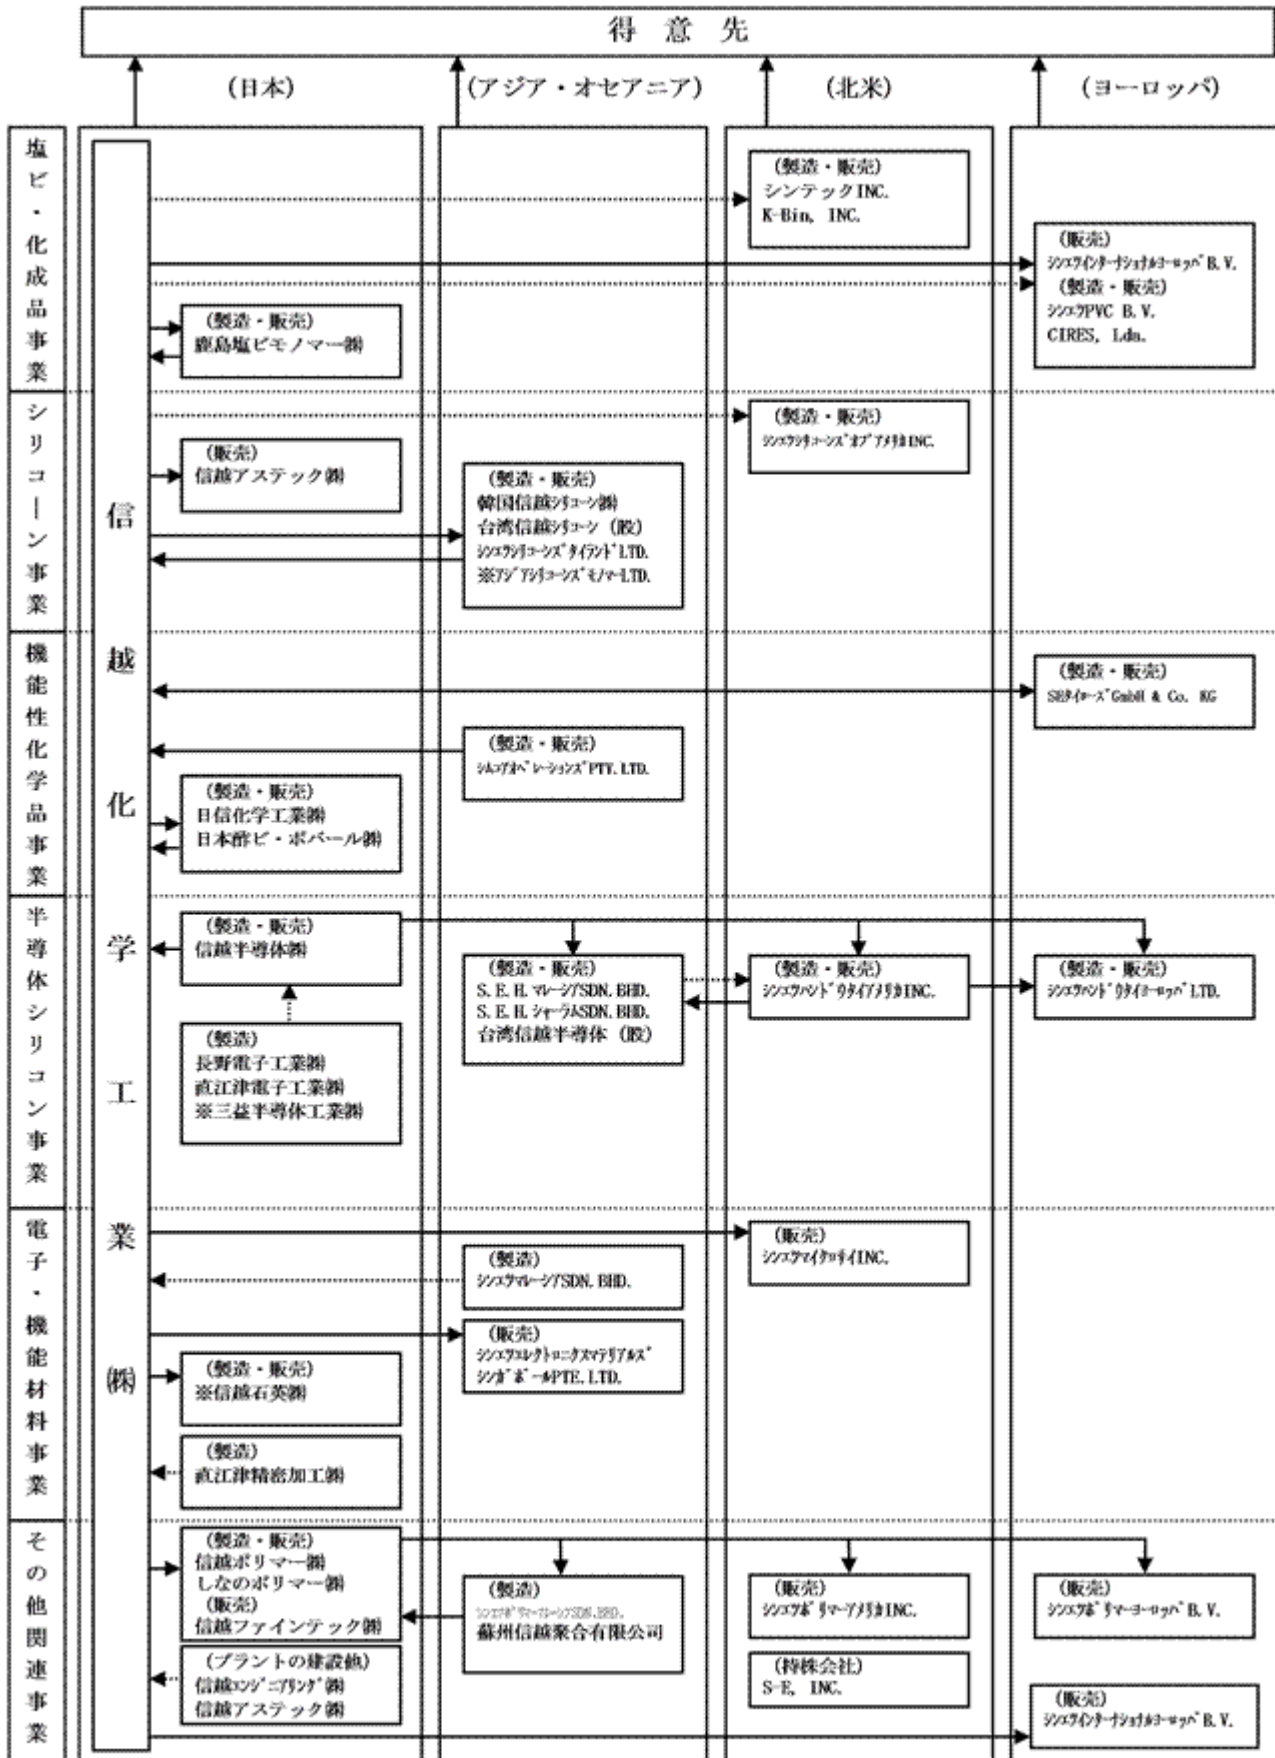 得意先
(日本)
(アジア・オセアニア)
(北米)
(ヨーロッパ)
信越化学工業㈱
塩ビ・化成品事業
(製造・販売)
シンテックINC.
K-Bin, INC.
(販売)
ｼﾝｴﾂｲﾝﾀｰﾅｼｮﾅﾙﾖｰﾛｯﾊﾟB.V.
(製造・販売)
ｼﾝｴﾂPVC B.V.
CIRES, Lda.
(製造・販売)
鹿島塩ビモノマー㈱
シリコーン事業
(製造・販売)
ｼﾝｴﾂｼﾘｺｰﾝｽﾞｵﾌﾞｱﾒﾘｶINC.
(販売)
信越アステック㈱
(製造・販売)
韓国信越ｼﾘｺｰﾝ㈱
台湾信越ｼﾘｺｰﾝ（股）
ｼﾝｴﾂｼﾘｺｰﾝｽﾞﾀｲﾗﾝﾄﾞLTD.
※ｱｼﾞｱｼﾘｺｰﾝｽﾞﾓﾉﾏｰLTD.
機能性化学品事業
(製造・販売)
SEﾀｲﾛｰｽﾞGmbH & Co. KG
(製造・販売)
ｼﾑｺｱｵﾍﾟﾚｰｼｮﾝｽﾞPTY.LTD.
(製造・販売)
日信化学工業㈱
日本酢ビ・ポバール㈱
半導体シリコン事業
(製造・販売)
信越半導体㈱
(製造・販売)
S.E.H.ﾏﾚｰｼｱSDN.BHD.
S.E.H.ｼｬｰﾗﾑSDN.BHD.
台湾信越半導体（股）
(製造・販売)
ｼﾝｴﾂﾊﾝﾄﾞｳﾀｲｱﾒﾘｶINC.
(製造・販売)
ｼﾝｴﾂﾊﾝﾄﾞｳﾀｲﾖｰﾛｯﾊﾟLTD.
(製造)
長野電子工業㈱
直江津電子工業㈱
※三益半導体工業㈱
電子・機能材料事業
(販売)
ｼﾝｴﾂﾏｲｸﾛｻｲINC.
(製造)
ｼﾝｴﾂﾏﾚｰｼｱSDN.BHD.
(販売)
ｼﾝｴﾂｴﾚｸﾄﾛﾆｸｽﾏﾃﾘｱﾙｽﾞ
ｼﾝｶﾞﾎﾟｰﾙPTE.LTD.
(製造・販売)
※信越石英㈱
(製造)
直江津精密加工㈱
その他関連事業
(製造・販売)
信越ポリマー㈱
しなのポリマー㈱
(販売)
信越ファインテック㈱
(製造)
ｼﾝｴﾂﾎﾟﾘﾏｰﾏﾚｰｼｱSDN.BHD.
蘇州信越聚合有限公司
(販売)
ｼﾝｴﾂﾎﾟﾘﾏｰｱﾒﾘｶINC.
(販売)
ｼﾝｴﾂﾎﾟﾘﾏｰﾖｰﾛｯﾊﾟB.V.
(プラントの建設他)
信越ｴﾝｼﾞﾆｱﾘﾝｸﾞ㈱
信越アステック㈱
(持株会社)
S-E, INC.
(販売)
ｼﾝｴﾂｲﾝﾀｰﾅｼｮﾅﾙﾖｰﾛｯﾊﾟB.V.